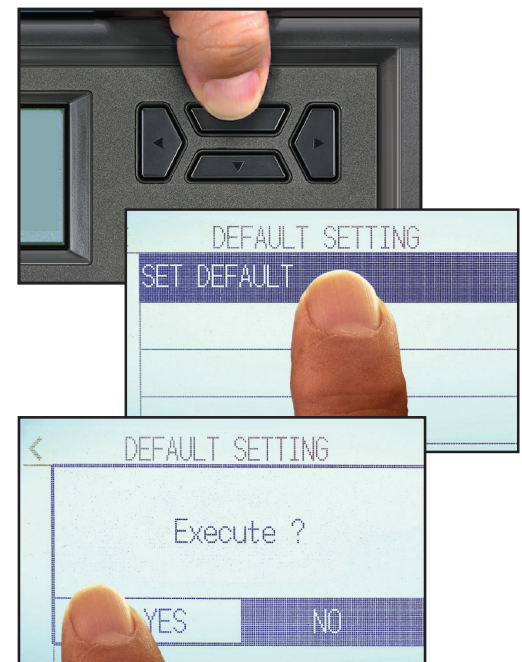 DEFAULT SETTING
SET DEFAULT
< DEFAULT SETTING
Execute ?
YES NO